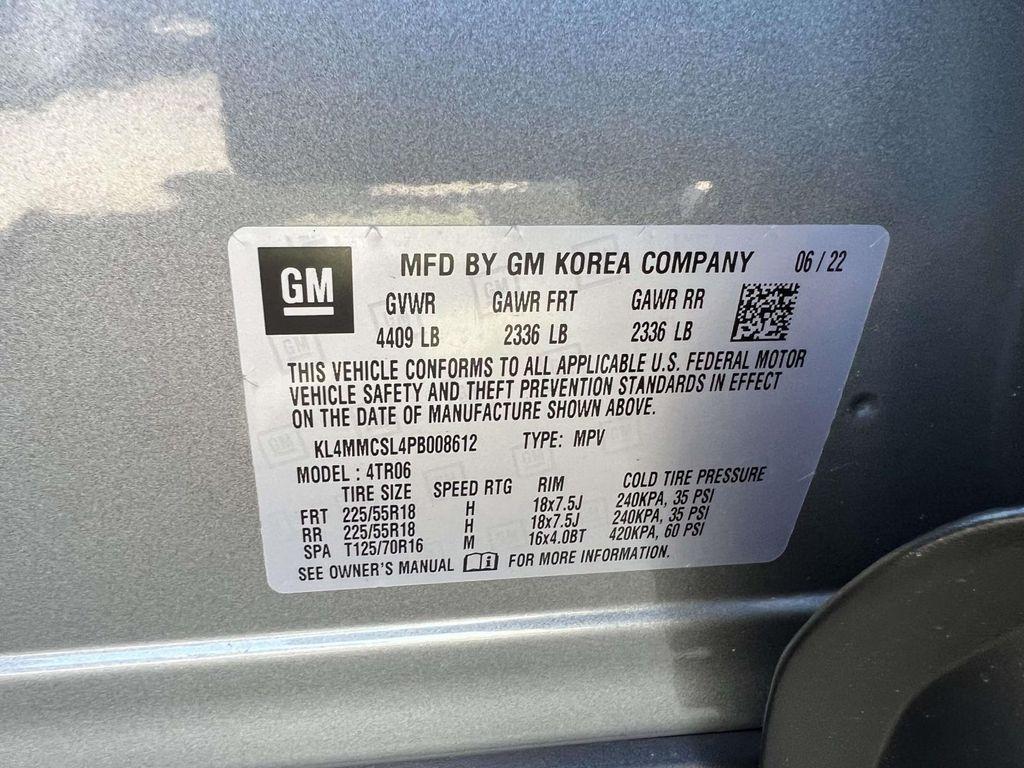 GM
MFD BY GM KOREA COMPANY 06 / 22
GVWR GAWR FRT GAWR RR
4409 LB 2336 LB 2336 LB
THIS VEHICLE CONFORMS TO ALL APPLICABLE U.S. FEDERAL MOTOR
VEHICLE SAFETY AND THEFT PREVENTION STANDARDS IN EFFECT
ON THE DATE OF MANUFACTURE SHOWN ABOVE.
KL4MMCSL4PB008612 TYPE: MPV
MODEL : 4TR06
TIRE SIZE SPEED RTG RIM COLD TIRE PRESSURE
FRT 225/55R18 H 18x7.5J 240KPA, 35 PSI
RR 225/55R18 H 18x7.5J 240KPA, 35 PSI
SPA T125/70R16 M 16x4.0BT 420KPA, 60 PSI
SEE OWNER'S MANUAL i FOR MORE INFORMATION.